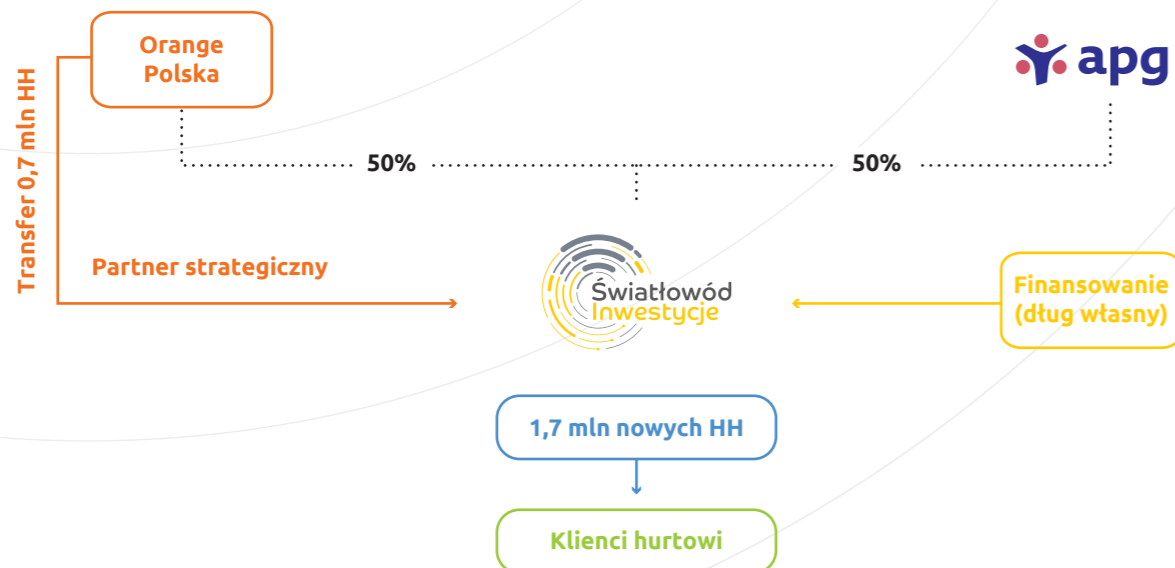 Orange
Polska
apg
Transfer 0,7 mln HH
50%
50%
Partner strategiczny
Światłowód
Inwestycje
Finansowanie
(dług własny)
1,7 mln nowych HH
Klienci hurtowi